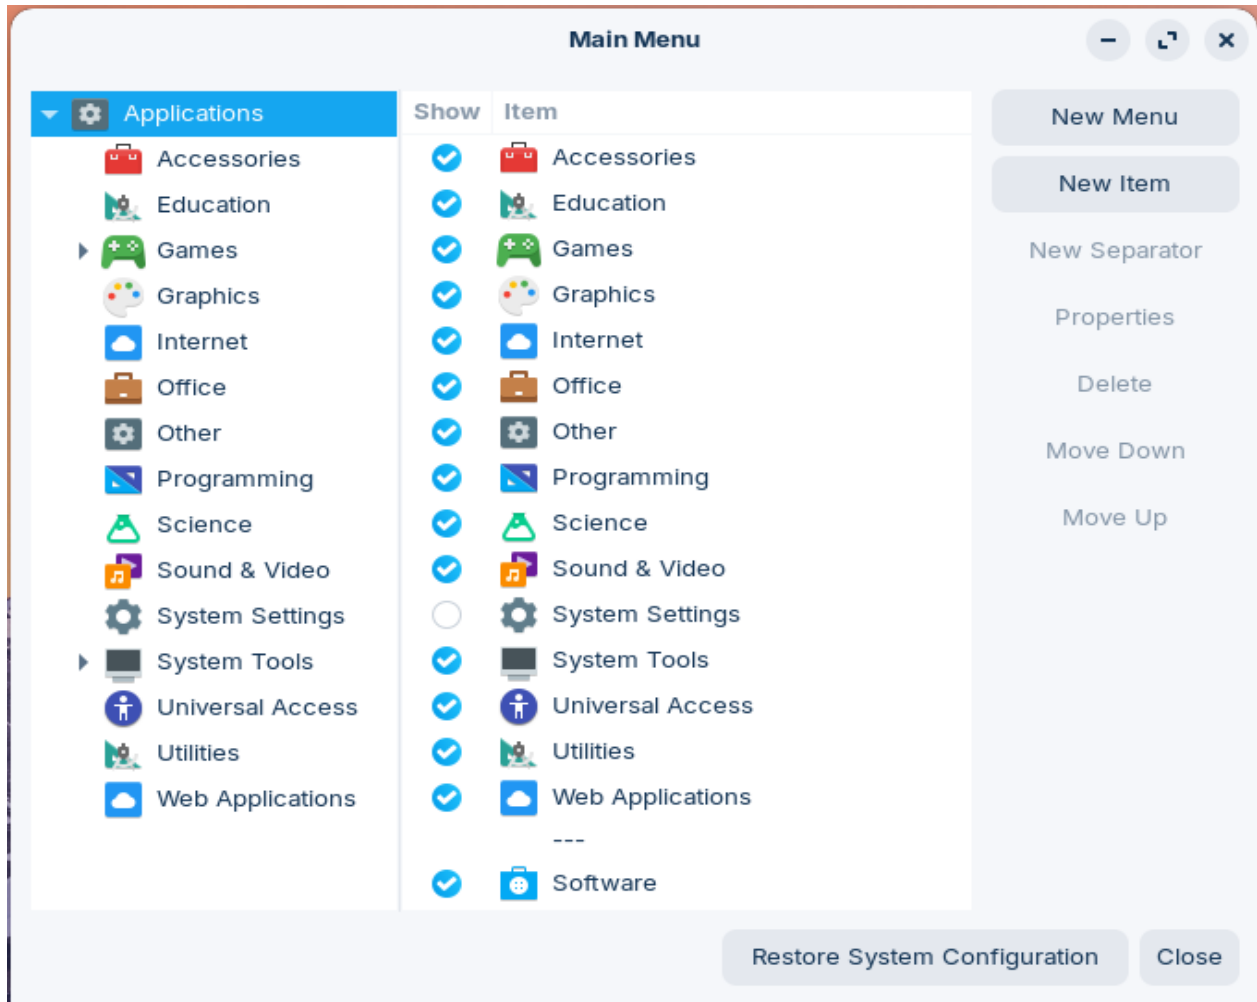 Main Menu
Applications
Accessories
Education
Games
Graphics
Internet
Office
Other
Programming
Science
Sound & Video
System Settings
System Tools
Universal Access
Utilities
Web Applications
Show Item
Accessories
Education
Games
Graphics
Internet
Office
Other
Programming
Science
Sound & Video
System Settings
System Tools
Universal Access
Utilities
Web Applications
---
Software
New Menu
New Item
New Separator
Properties
Delete
Move Down
Move Up
Restore System Configuration
Close